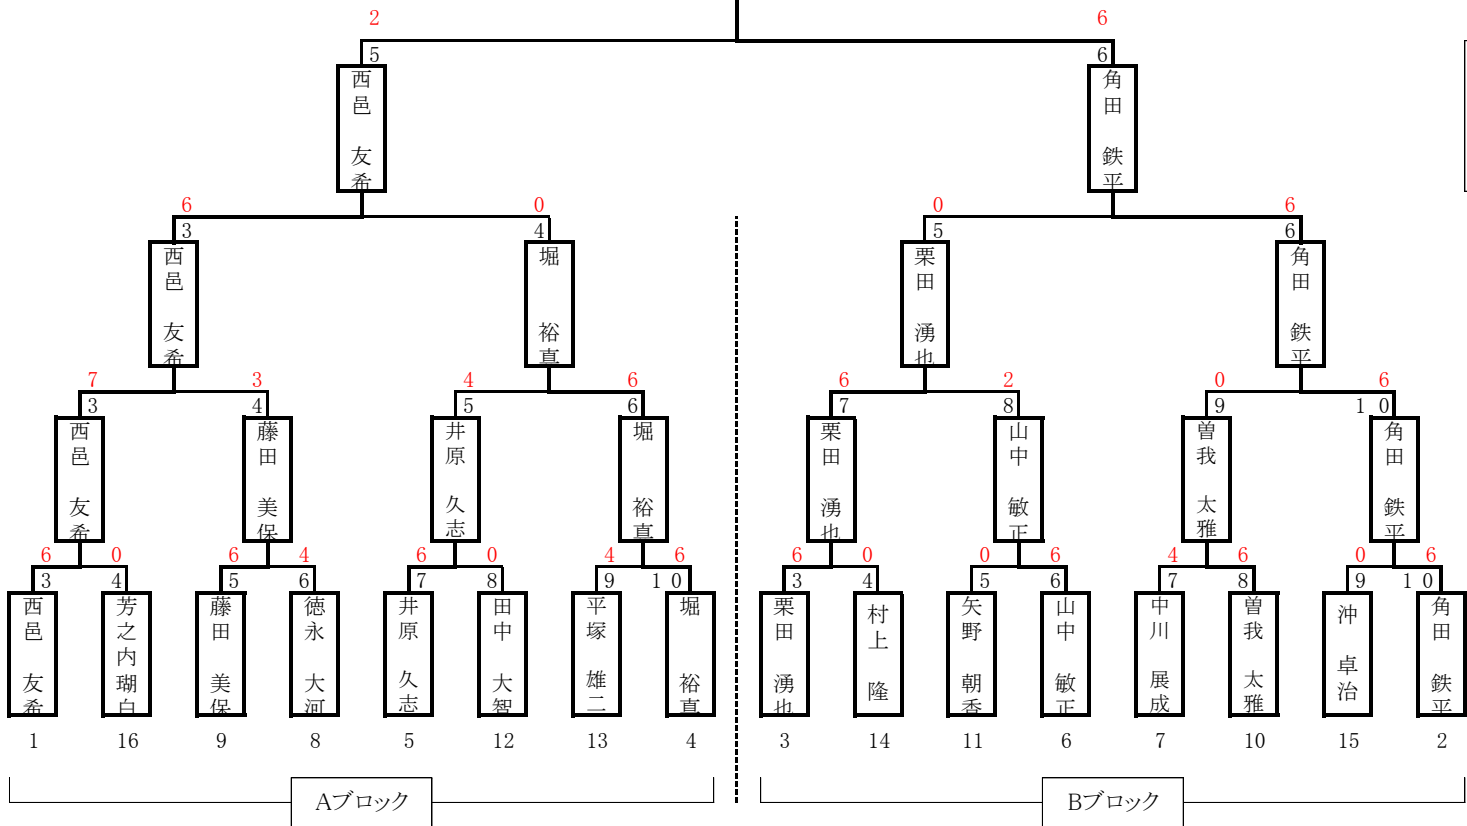 2 6
5 6
西邑 友希 角田 鉄平
6 0 0 6
3 4 5 6
西邑 友希 堀 裕真 栗田 湧也 角田 鉄平
7 3 4 6 6 2 0 6
3 4 5 6 7 8 9 10
西邑 友希 藤田 美保 井原 久志 堀 裕真 栗田 湧也 山中 敏正 曽我 太雅 角田 鉄平
6 0 6 4 6 0 4 6 6 0 0 6 4 6 0 6
3 4 5 6 7 8 9 10 3 4 5 6 7 8 9 10
西邑 友希 芳之内瑚白 藤田 美保 徳永 大河 井原 久志 田中 大智 平塚 雄二 堀 裕真 栗田 湧也 村上 隆 矢野 朝香 山中 敏正 中川 展成 曽我 太雅 沖 卓治 角田 鉄平
1 16 9 8 5 12 13 4 3 14 11 6 7 10 15 2
Aブロック Bブロック